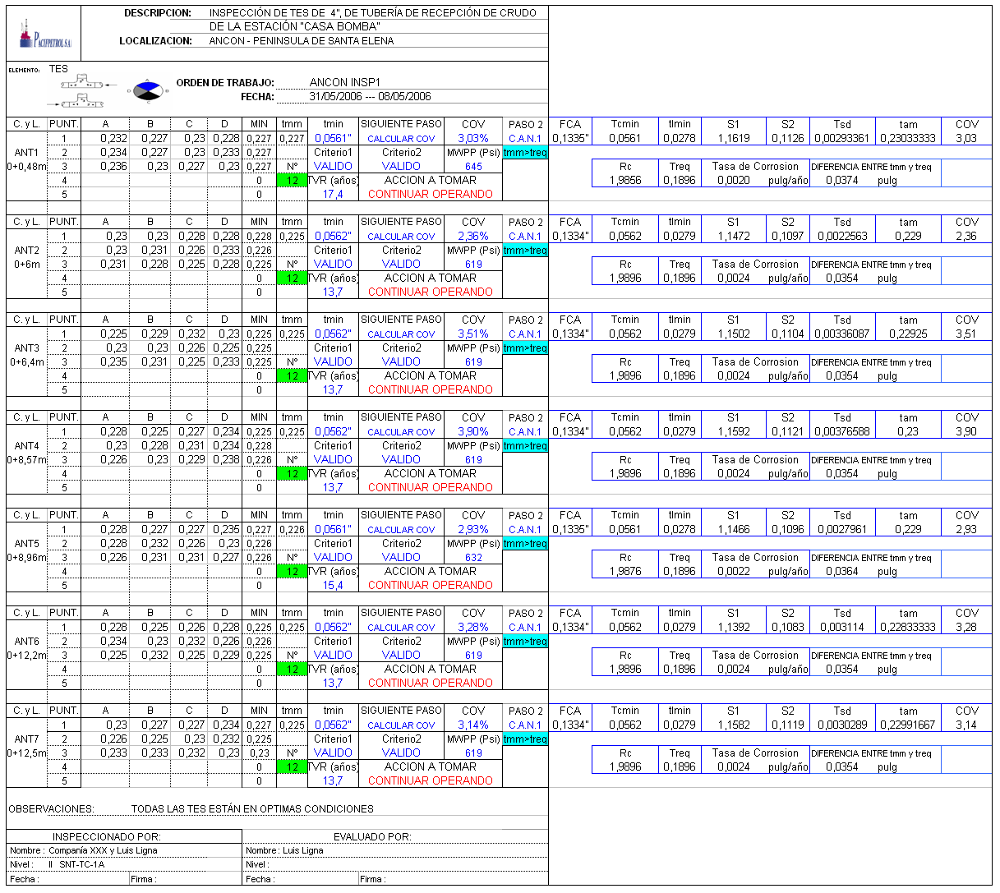 PACIFPETROL S.A.
DESCRIPCION: INSPECCIÓN DE TES DE 4", DE TUBERÍA DE RECEPCIÓN DE CRUDO
DE LA ESTACIÓN "CASA BOMBA"
LOCALIZACION: ANCON - PENINSULA DE SANTA ELENA
ELEMENTO: TES
ORDEN DE TRABAJO: ANCON INSP1
FECHA: 31/05/2006 --- 08/05/2006
C. y L. PUNT. A B C D MIN tmm tmin SIGUIENTE PASO COV PASO 2 FCA Tcmin tlmin S1 S2 Tsd tam COV
1 0,232 0,227 0,23 0,228 0,227 0,227 0,0561" CALCULAR COV 3,03% C.A.N.1 0,1335" 0,0561 0,0278 1,1619 0,1126 0,00293361 0,23033333 3,03
ANT1 2 0,234 0,227 0,23 0,233 0,227 Criterio1 Criterio2 MWPP (Psi) tmm>treq
0+0,48m 3 0,236 0,23 0,227 0,23 0,227 Nº VALIDO VALIDO 645 Rc Treq Tasa de Corrosion DIFERENCIA ENTRE tmm y treq
4 0 12 TVR (años) ACCION A TOMAR 1,9856 0,1896 0,0020 pulg/año 0,0374 pulg
5 0 17,4 CONTINUAR OPERANDO
C. y L. PUNT. A B C D MIN tmm tmin SIGUIENTE PASO COV PASO 2 FCA Tcmin tlmin S1 S2 Tsd tam COV
1 0,23 0,23 0,228 0,228 0,228 0,225 0,0562" CALCULAR COV 2,36% C.A.N.1 0,1334" 0,0562 0,0279 1,1472 0,1097 0,0022563 0,229 2,36
ANT2 2 0,23 0,231 0,226 0,233 0,226 Criterio1 Criterio2 MWPP (Psi) tmm>treq
0+6m 3 0,231 0,228 0,225 0,228 0,225 Nº VALIDO VALIDO 619 Rc Treq Tasa de Corrosion DIFERENCIA ENTRE tmm y treq
4 0 12 TVR (años) ACCION A TOMAR 1,9896 0,1896 0,0024 pulg/año 0,0354 pulg
5 0 13,7 CONTINUAR OPERANDO
C. y L. PUNT. A B C D MIN tmm tmin SIGUIENTE PASO COV PASO 2 FCA Tcmin tlmin S1 S2 Tsd tam COV
1 0,225 0,229 0,232 0,23 0,225 0,225 0,0562" CALCULAR COV 3,51% C.A.N.1 0,1334" 0,0562 0,0279 1,1502 0,1104 0,00336087 0,22925 3,51
ANT3 2 0,23 0,23 0,226 0,225 0,225 Criterio1 Criterio2 MWPP (Psi) tmm>treq
0+6,4m 3 0,235 0,231 0,225 0,233 0,225 Nº VALIDO VALIDO 619 Rc Treq Tasa de Corrosion DIFERENCIA ENTRE tmm y treq
4 0 12 TVR (años) ACCION A TOMAR 1,9896 0,1896 0,0024 pulg/año 0,0354 pulg
5 0 13,7 CONTINUAR OPERANDO
C. y L. PUNT. A B C D MIN tmm tmin SIGUIENTE PASO COV PASO 2 FCA Tcmin tlmin S1 S2 Tsd tam COV
1 0,228 0,225 0,227 0,234 0,225 0,225 0,0562" CALCULAR COV 3,90% C.A.N.1 0,1334" 0,0562 0,0279 1,1592 0,1121 0,00376588 0,23 3,90
ANT4 2 0,23 0,228 0,231 0,234 0,228 Criterio1 Criterio2 MWPP (Psi) tmm>treq
0+8,57m 3 0,226 0,23 0,229 0,238 0,226 Nº VALIDO VALIDO 619 Rc Treq Tasa de Corrosion DIFERENCIA ENTRE tmm y treq
4 0 12 TVR (años) ACCION A TOMAR 1,9896 0,1896 0,0024 pulg/año 0,0354 pulg
5 0 13,7 CONTINUAR OPERANDO
C. y L. PUNT. A B C D MIN tmm tmin SIGUIENTE PASO COV PASO 2 FCA Tcmin tlmin S1 S2 Tsd tam COV
1 0,228 0,227 0,227 0,235 0,227 0,226 0,0561" CALCULAR COV 2,93% C.A.N.1 0,1335" 0,0561 0,0278 1,1466 0,1096 0,0027961 0,229 2,93
ANT5 2 0,228 0,232 0,226 0,23 0,226 Criterio1 Criterio2 MWPP (Psi) tmm>treq
0+8,96m 3 0,226 0,231 0,231 0,227 0,226 Nº VALIDO VALIDO 632 Rc Treq Tasa de Corrosion DIFERENCIA ENTRE tmm y treq
4 0 12 TVR (años) ACCION A TOMAR 1,9876 0,1896 0,0022 pulg/año 0,0364 pulg
5 0 15,4 CONTINUAR OPERANDO
C. y L. PUNT. A B C D MIN tmm tmin SIGUIENTE PASO COV PASO 2 FCA Tcmin tlmin S1 S2 Tsd tam COV
1 0,228 0,225 0,226 0,228 0,225 0,225 0,0562" CALCULAR COV 3,28% C.A.N.1 0,1334" 0,0562 0,0279 1,1392 0,1083 0,003114 0,22833333 3,28
ANT6 2 0,234 0,23 0,232 0,226 0,226 Criterio1 Criterio2 MWPP (Psi) tmm>treq
0+12,2m 3 0,225 0,232 0,225 0,229 0,225 Nº VALIDO VALIDO 619 Rc Treq Tasa de Corrosion DIFERENCIA ENTRE tmm y treq
4 0 12 TVR (años) ACCION A TOMAR 1,9896 0,1896 0,0024 pulg/año 0,0354 pulg
5 0 13,7 CONTINUAR OPERANDO
C. y L. PUNT. A B C D MIN tmm tmin SIGUIENTE PASO COV PASO 2 FCA Tcmin tlmin S1 S2 Tsd tam COV
1 0,23 0,227 0,227 0,234 0,227 0,225 0,0562" CALCULAR COV 3,14% C.A.N.1 0,1334" 0,0562 0,0279 1,1582 0,1119 0,0030289 0,22991667 3,14
ANT7 2 0,226 0,225 0,23 0,232 0,225 Criterio1 Criterio2 MWPP (Psi) tmm>treq
0+12,5m 3 0,233 0,233 0,232 0,23 0,23 Nº VALIDO VALIDO 619 Rc Treq Tasa de Corrosion DIFERENCIA ENTRE tmm y treq
4 0 12 TVR (años) ACCION A TOMAR 1,9896 0,1896 0,0024 pulg/año 0,0354 pulg
5 0 13,7 CONTINUAR OPERANDO
OBSERVACIONES: TODAS LAS TES ESTÁN EN OPTIMAS CONDICIONES
INSPECCIONADO POR: EVALUADO POR:
Nombre : Compañía XXX y Luis Ligna Nombre : Luis Ligna
Nivel : II SNT-TC-1A Nivel :
Fecha : Firma : Fecha : Firma :